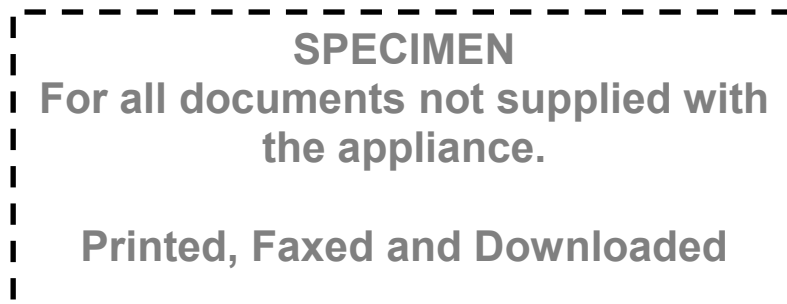 SPECIMEN
For all documents not supplied with
the appliance.
Printed, Faxed and Downloaded